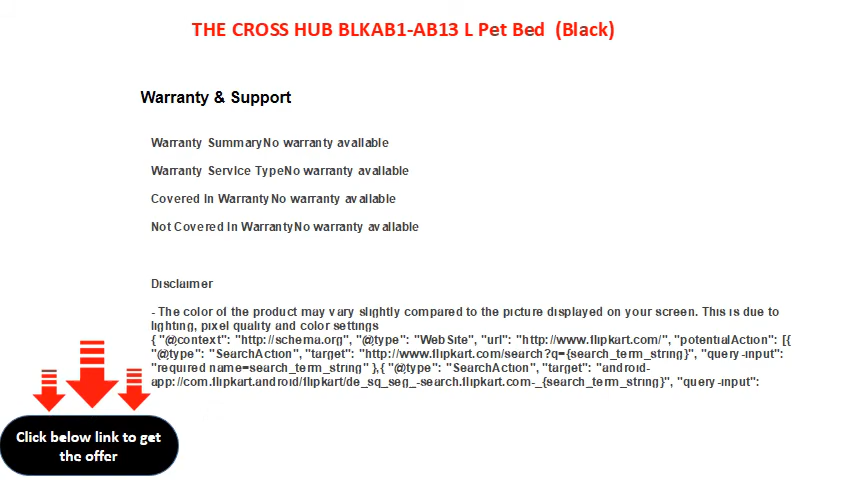 THE CROSS HUB BLKAB1-AB13 L Pet Bed (Black)
Warranty & Support
Warranty SummaryNo warranty available
Warranty Service TypeNo warranty available
Covered in WarrantyNo warranty available
Not Covered in WarrantyNo warranty available
Disclaimer
- The color of the product may vary slightly compared to the picture displayed on your screen. This is due to
lighting, pixel quality and color settings
{ "@context": "http://schema.org", "@type": "WebSite", "url": "http://www.flipkart.com/", "potentialAction": [{
"@type": "SearchAction", "target": "http://www.flipkart.com/search?q={search_term_string}", "query-input":
"required name=search_term_string" },{ "@type": "SearchAction", "target": "android-
app://com.flipkart.android/flipkart/de_sq_seg_-search.flipkart.com-_{search_term_string}", "query-input":
Click below link to get
the offer